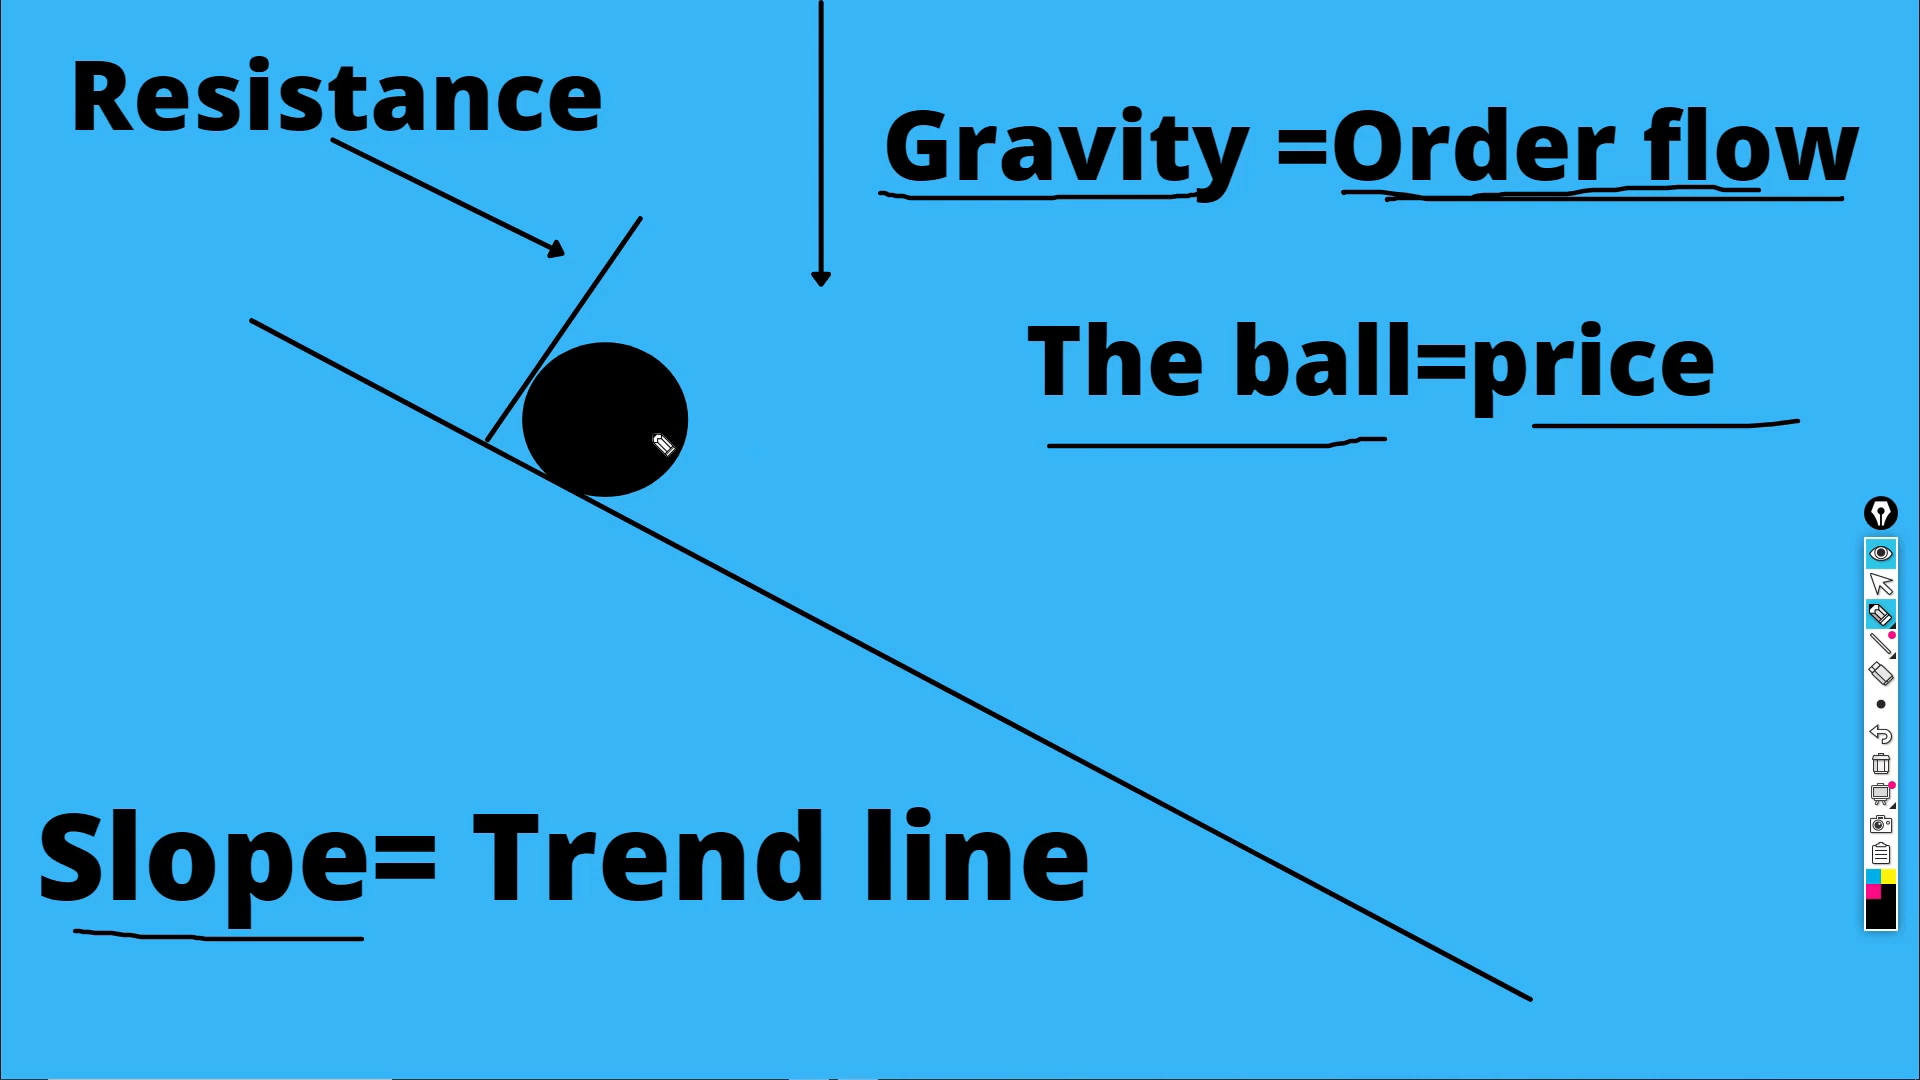 Resistance
Gravity =Order flow
The ball=price
Slope= Trend line